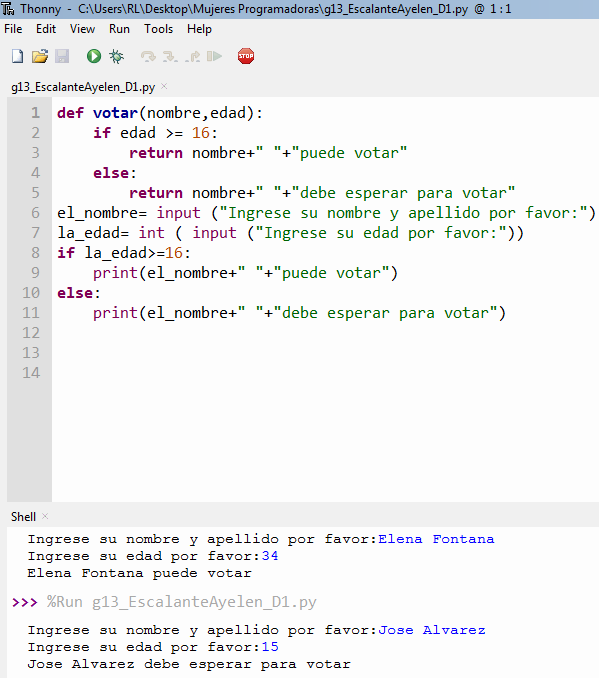 Thonny - C:\Users\RL\Desktop\Mujeres Programadoras\g13_EscalanteAyelen_D1.py @ 1:1
File Edit View Run Tools Help
STOP
g13_EscalanteAyelen_D1.py ×
1 def votar(nombre,edad):
2     if edad >= 16:
3         return nombre+" "+"puede votar"
4     else:
5         return nombre+" "+"debe esperar para votar"
6 el_nombre= input ("Ingrese su nombre y apellido por favor:")
7 la_edad= int ( input ("Ingrese su edad por favor:"))
8 if la_edad>=16:
9     print(el_nombre+" "+"puede votar")
10 else:
11     print(el_nombre+" "+"debe esperar para votar")
12
13
14
Shell ×
Ingrese su nombre y apellido por favor:Elena Fontana
Ingrese su edad por favor:34
Elena Fontana puede votar
>>> %Run g13_EscalanteAyelen_D1.py
Ingrese su nombre y apellido por favor:Jose Alvarez
Ingrese su edad por favor:15
Jose Alvarez debe esperar para votar